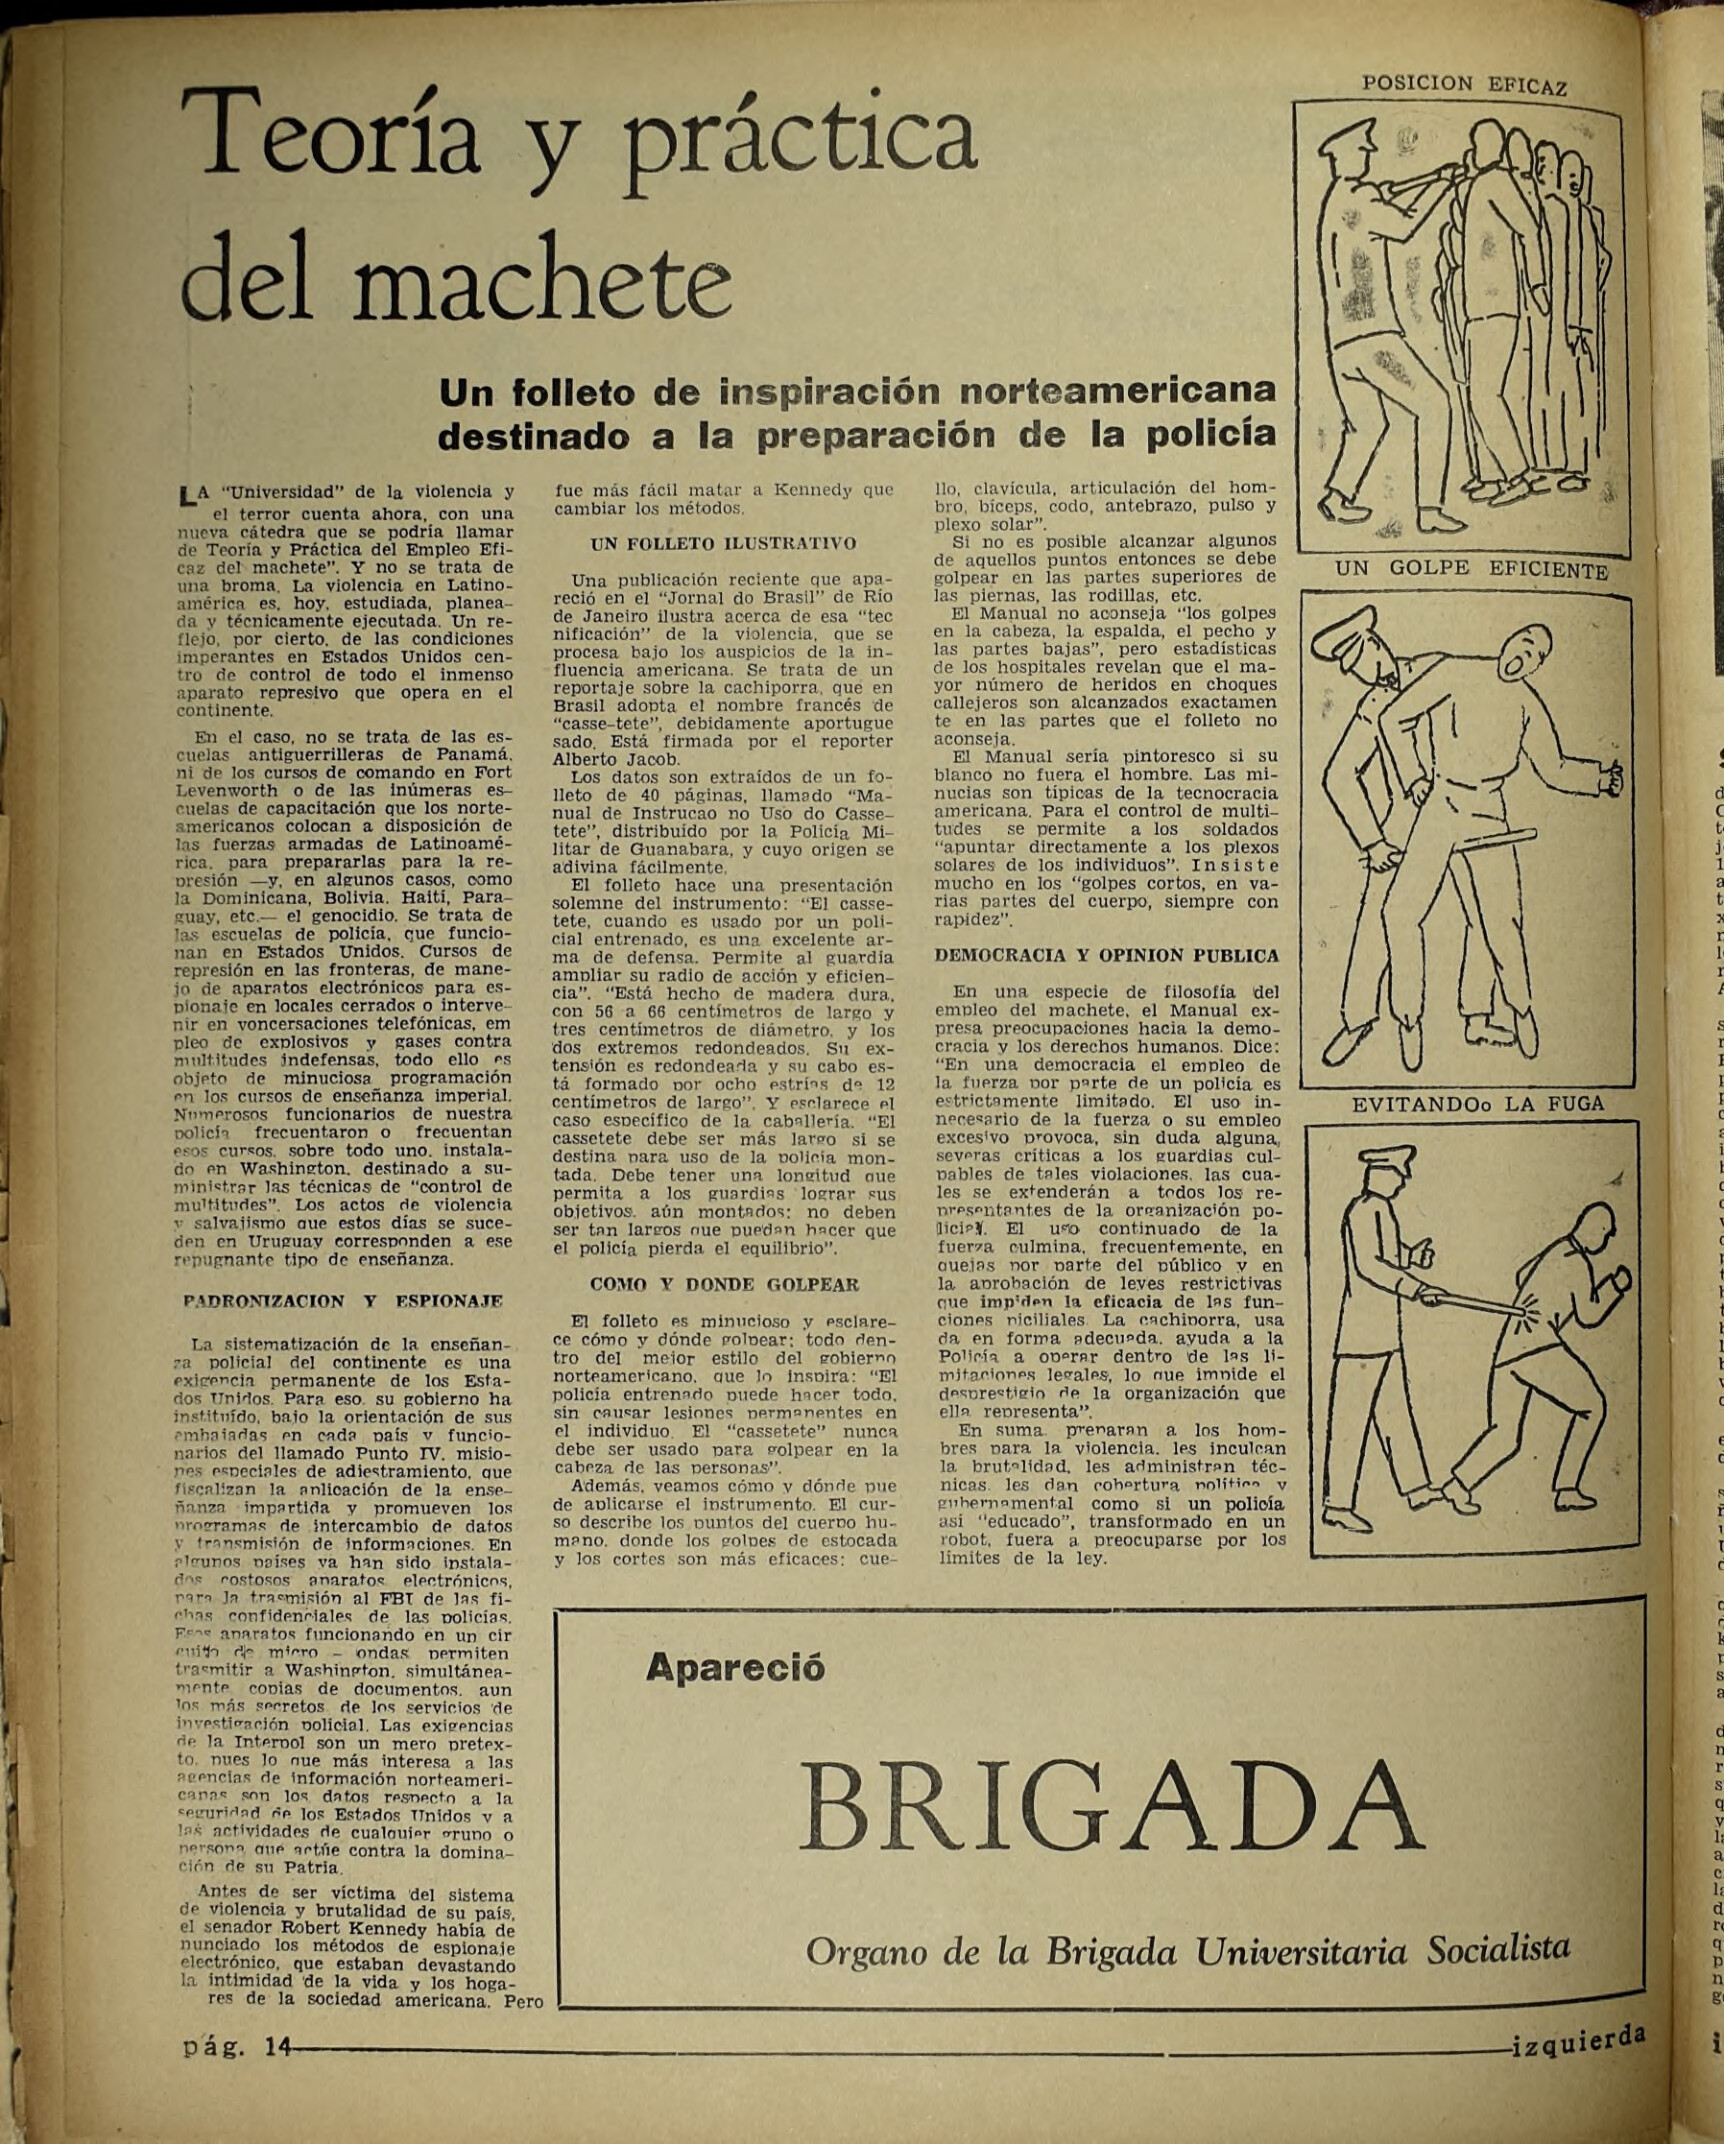 Teoría y práctica
del machete
Un folleto de inspiración norteamericana
destinado a la preparación de la policía
LA "Universidad" de la violencia y
el terror cuenta ahora, con una
nueva cátedra que se podría llamar
de Teoría y Práctica del Empleo Efi-
caz del machete". Y no se trata de
una broma. La violencia en Latino-
américa es, hoy, estudiada, planea-
da y técnicamente ejecutada. Un re-
flejo, por cierto, de las condiciones
imperantes en Estados Unidos cen-
tro de control de todo el inmenso
aparato represivo que opera en el
continente.
En el caso, no se trata de las es-
cuelas antiguerrilleras de Panamá,
ni de los cursos de comando en Fort
Levenworth o de las inúmeras es-
cuelas de capacitación que los norte-
americanos colocan a disposición de
las fuerzas armadas de Latinoamé-
rica, para prepararlas para la re-
presión —y, en algunos casos, como
la Dominicana, Bolivia, Haití, Para-
guay, etc.— el genocidio. Se trata de
las escuelas de policía, que funcio-
nan en Estados Unidos. Cursos de
represión en las fronteras, de mane-
jo de aparatos electrónicos para es-
pionaje en locales cerrados o interve-
nir en voncersaciones telefónicas, em
pleo de explosivos y gases contra
multitudes indefensas, todo ello es
objeto de minuciosa programación
en los cursos de enseñanza imperial.
Numerosos funcionarios de nuestra
policía frecuentaron o frecuentan
esos cursos, sobre todo uno, instala-
do en Washington, destinado a su-
ministrar las técnicas de "control de
multitudes". Los actos de violencia
y salvajismo que estos días se suce-
den en Uruguay corresponden a ese
repugnante tipo de enseñanza.
PADRONIZACION Y ESPIONAJE
La sistematización de la enseñan-
za policial del continente es una
exigencia permanente de los Esta-
dos Unidos. Para eso, su gobierno ha
instituído, bajo la orientación de sus
embajadas en cada país y funcio-
narios del llamado Punto IV, misio-
nes especiales de adiestramiento, que
fiscalizan la aplicación de la ense-
ñanza impartida y promueven los
programas de intercambio de datos
y transmisión de informaciones. En
algunos países ya han sido instala-
dos costosos aparatos electrónicos,
para la trasmisión al FBI de las fi-
chas confidenciales de las policías.
Esos aparatos funcionando en un cir
cuito de micro - ondas permiten
trasmitir a Washington, simultánea-
mente copias de documentos, aun
los más secretos de los servicios de
investigación policial. Las exigencias
de la Interpol son un mero pretex-
to, pues lo que más interesa a las
agencias de información norteameri-
canas son los datos respecto a la
seguridad de los Estados Unidos y a
las actividades de cualquier grupo o
persona que actúe contra la domina-
ción de su Patria.
Antes de ser víctima del sistema
de violencia y brutalidad de su país,
el senador Robert Kennedy había de
nunciado los métodos de espionaje
electrónico, que estaban devastando
la intimidad de la vida y los hoga-
res de la sociedad americana. Pero
fue más fácil matar a Kennedy que
cambiar los métodos.
UN FOLLETO ILUSTRATIVO
Una publicación reciente que apa-
reció en el "Jornal do Brasil" de Río
de Janeiro ilustra acerca de esa "tec
nificación" de la violencia, que se
procesa bajo los auspicios de la in-
fluencia americana. Se trata de un
reportaje sobre la cachiporra, que en
Brasil adopta el nombre francés de
"casse-tete", debidamente aportugue
sado. Está firmada por el reporter
Alberto Jacob.
Los datos son extraídos de un fo-
lleto de 40 páginas, llamado "Ma-
nual de Instrucao no Uso do Casse-
tete", distribuído por la Policía Mi-
litar de Guanabara, y cuyo origen se
adivina fácilmente.
El folleto hace una presentación
solemne del instrumento: "El casse-
tete, cuando es usado por un poli-
cial entrenado, es una excelente ar-
ma de defensa. Permite al guardia
ampliar su radio de acción y eficien-
cia". "Está hecho de madera dura,
con 56 a 66 centímetros de largo y
tres centímetros de diámetro, y los
dos extremos redondeados. Su ex-
tensión es redondeada y su cabo es-
tá formado por ocho estrías de 12
centímetros de largo". Y esclarece el
caso específico de la caballería. "El
cassetete debe ser más largo si se
destina para uso de la policía mon-
tada. Debe tener una longitud que
permita a los guardias lograr sus
objetivos, aún montados; no deben
ser tan largos que puedan hacer que
el policía pierda el equilibrio".
COMO Y DONDE GOLPEAR
El folleto es minucioso y esclare-
ce cómo y dónde golpear; todo den-
tro del mejor estilo del gobierno
norteamericano, que lo inspira: "El
policía entrenado puede hacer todo,
sin causar lesiones permanentes en
el individuo. El "cassetete" nunca
debe ser usado para golpear en la
cabeza de las personas".
Además, veamos cómo y dónde pue
de aplicarse el instrumento. El cur-
so describe los puntos del cuerpo hu-
mano, donde los golpes de estocada
y los cortes son más eficaces: cue-
llo, clavícula, articulación del hom-
bro, bíceps, codo, antebrazo, pulso y
plexo solar".
Si no es posible alcanzar algunos
de aquellos puntos entonces se debe
golpear en las partes superiores de
las piernas, las rodillas, etc.
El Manual no aconseja "los golpes
en la cabeza, la espalda, el pecho y
las partes bajas", pero estadísticas
de los hospitales revelan que el ma-
yor número de heridos en choques
callejeros son alcanzados exactamen
te en las partes que el folleto no
aconseja.
El Manual sería pintoresco si su
blanco no fuera el hombre. Las mi-
nucias son típicas de la tecnocracia
americana. Para el control de multi-
tudes se permite a los soldados
"apuntar directamente a los plexos
solares de los individuos". Insiste
mucho en los "golpes cortos, en va-
rias partes del cuerpo, siempre con
rapidez".
DEMOCRACIA Y OPINION PUBLICA
En una especie de filosofía del
empleo del machete, el Manual ex-
presa preocupaciones hacia la demo-
cracia y los derechos humanos. Dice:
"En una democracia el empleo de
la fuerza por parte de un policía es
estrictamente limitado. El uso in-
necesario de la fuerza o su empleo
excesivo provoca, sin duda alguna,
severas críticas a los guardias cul-
pables de tales violaciones, las cua-
les se extenderán a todos los re-
presentantes de la organización po-
licial. El uso continuado de la
fuerza culmina, frecuentemente, en
quejas por parte del público y en
la aprobación de leyes restrictivas
que impiden la eficacia de las fun-
ciones piciliales. La cachiporra, usa
da en forma adecuada, ayuda a la
Policía a operar dentro de las li-
mitaciones legales, lo que impide el
desprestigio de la organización que
ella representa".
En suma, preparan a los hom-
bres para la violencia, les inculcan
la brutalidad, les administran téc-
nicas, les dan cobertura política y
gubernamental como si un policía
así "educado", transformado en un
robot, fuera a preocuparse por los
límites de la ley.
POSICION EFICAZ
UN GOLPE EFICIENTE
EVITANDOo LA FUGA
Apareció
BRIGADA
Organo de la Brigada Universitaria Socialista
pág. 14
izquierda